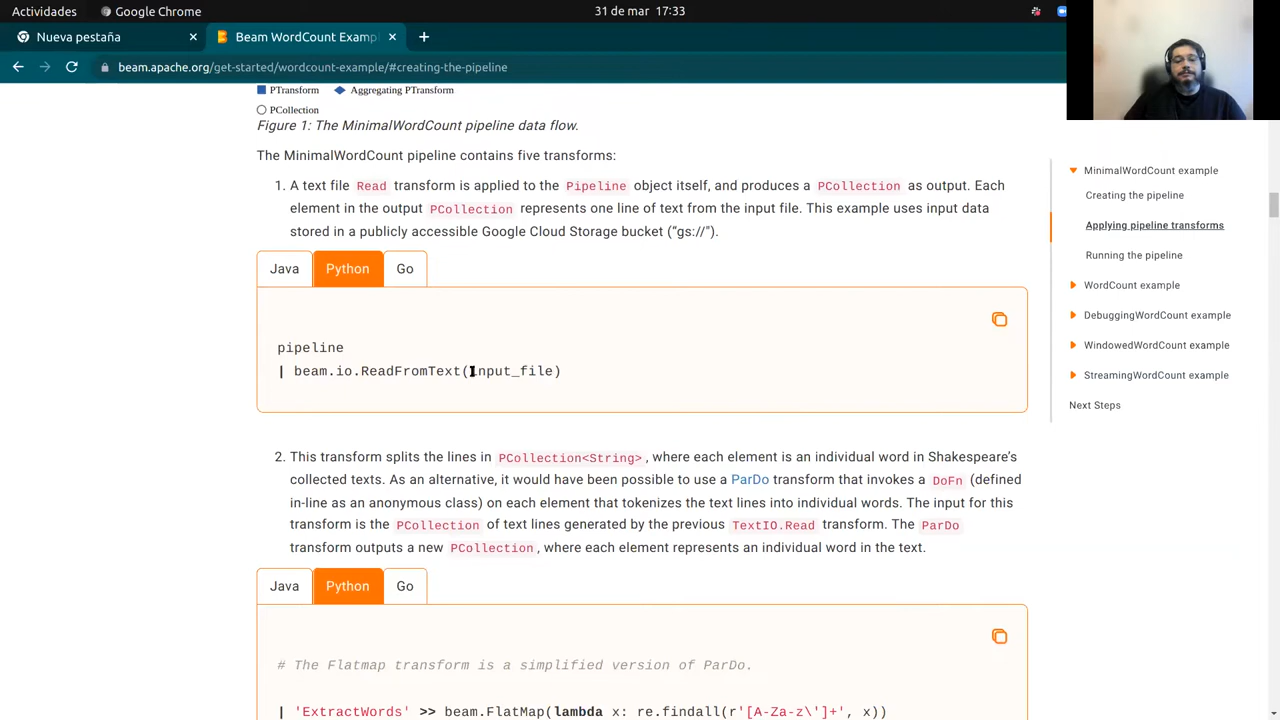 Actividades
Google Chrome
31 de mar 17:33
Nueva pestaña
Beam WordCount Exampl
beam.apache.org/get-started/wordcount-example/#creating-the-pipeline
PTransform
Aggregating PTransform
PCollection
Figure 1: The MinimalWordCount pipeline data flow.
The MinimalWordCount pipeline contains five transforms:
1. A text file Read transform is applied to the Pipeline object itself, and produces a PCollection as output. Each
element in the output PCollection represents one line of text from the input file. This example uses input data
stored in a publicly accessible Google Cloud Storage bucket (“gs://").
Java
Python
Go
pipeline
| beam.io.ReadFromText(input_file)
2. This transform splits the lines in PCollection<String>, where each element is an individual word in Shakespeare’s
collected texts. As an alternative, it would have been possible to use a ParDo transform that invokes a DoFn (defined
in-line as an anonymous class) on each element that tokenizes the text lines into individual words. The input for this
transform is the PCollection of text lines generated by the previous TextIO.Read transform. The ParDo
transform outputs a new PCollection, where each element represents an individual word in the text.
Java
Python
Go
# The Flatmap transform is a simplified version of ParDo.
| 'ExtractWords' >> beam.FlatMap(lambda x: re.findall(r'[A-Za-z\']+', x))
MinimalWordCount example
Creating the pipeline
Applying pipeline transforms
Running the pipeline
WordCount example
DebuggingWordCount example
WindowedWordCount example
StreamingWordCount example
Next Steps